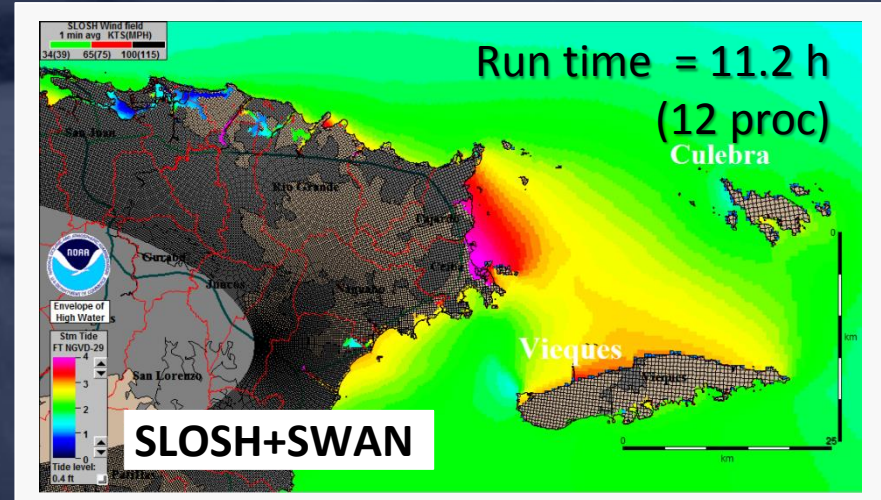 SLOSH Wind field
1 min avg KTS(MPH)
34(39) 65(75) 100(115)
Run time = 11.2 h
(12 proc)
Culebra
San Juan
Rio Grande
Fajardo
Ceiba
NOAA
Gurabo
Juncos
Naguabo
Envelope of
High Water
Stm Tide
FT NGVD-29
4
3
2
1
0
Tide level:
0.4 ft
San Lorenzo
Vieques
Vieques
SLOSH+SWAN
Patillas
0
km
25
0
km